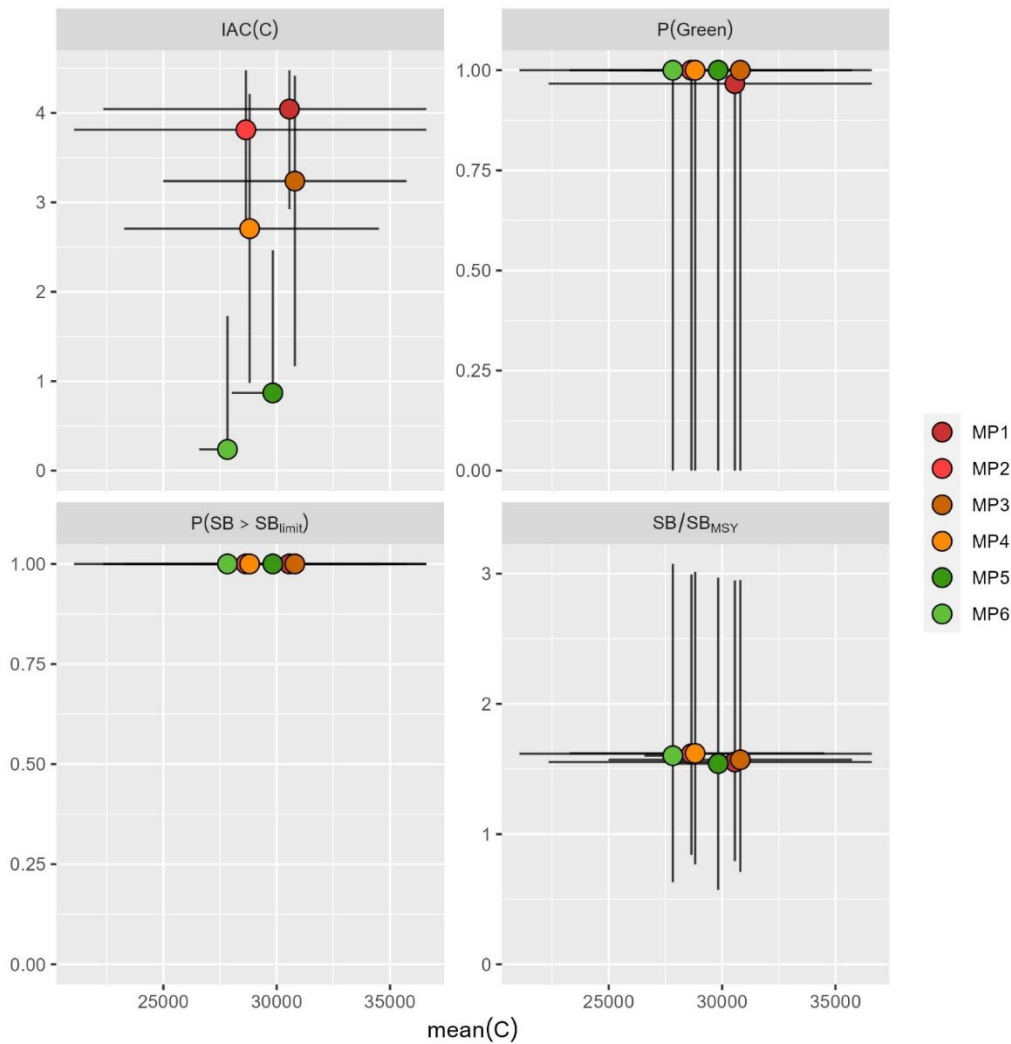 IAC(C)
P(Green)
4
3
2
1
0
1.00
0.75
0.50
0.25
0.00
P(SB > SBlimit)
SB/SBMSY
1.00
0.75
0.50
0.25
0.00
3
2
1
0
25000 30000 35000
25000 30000 35000
mean(C)
MP1
MP2
MP3
MP4
MP5
MP6